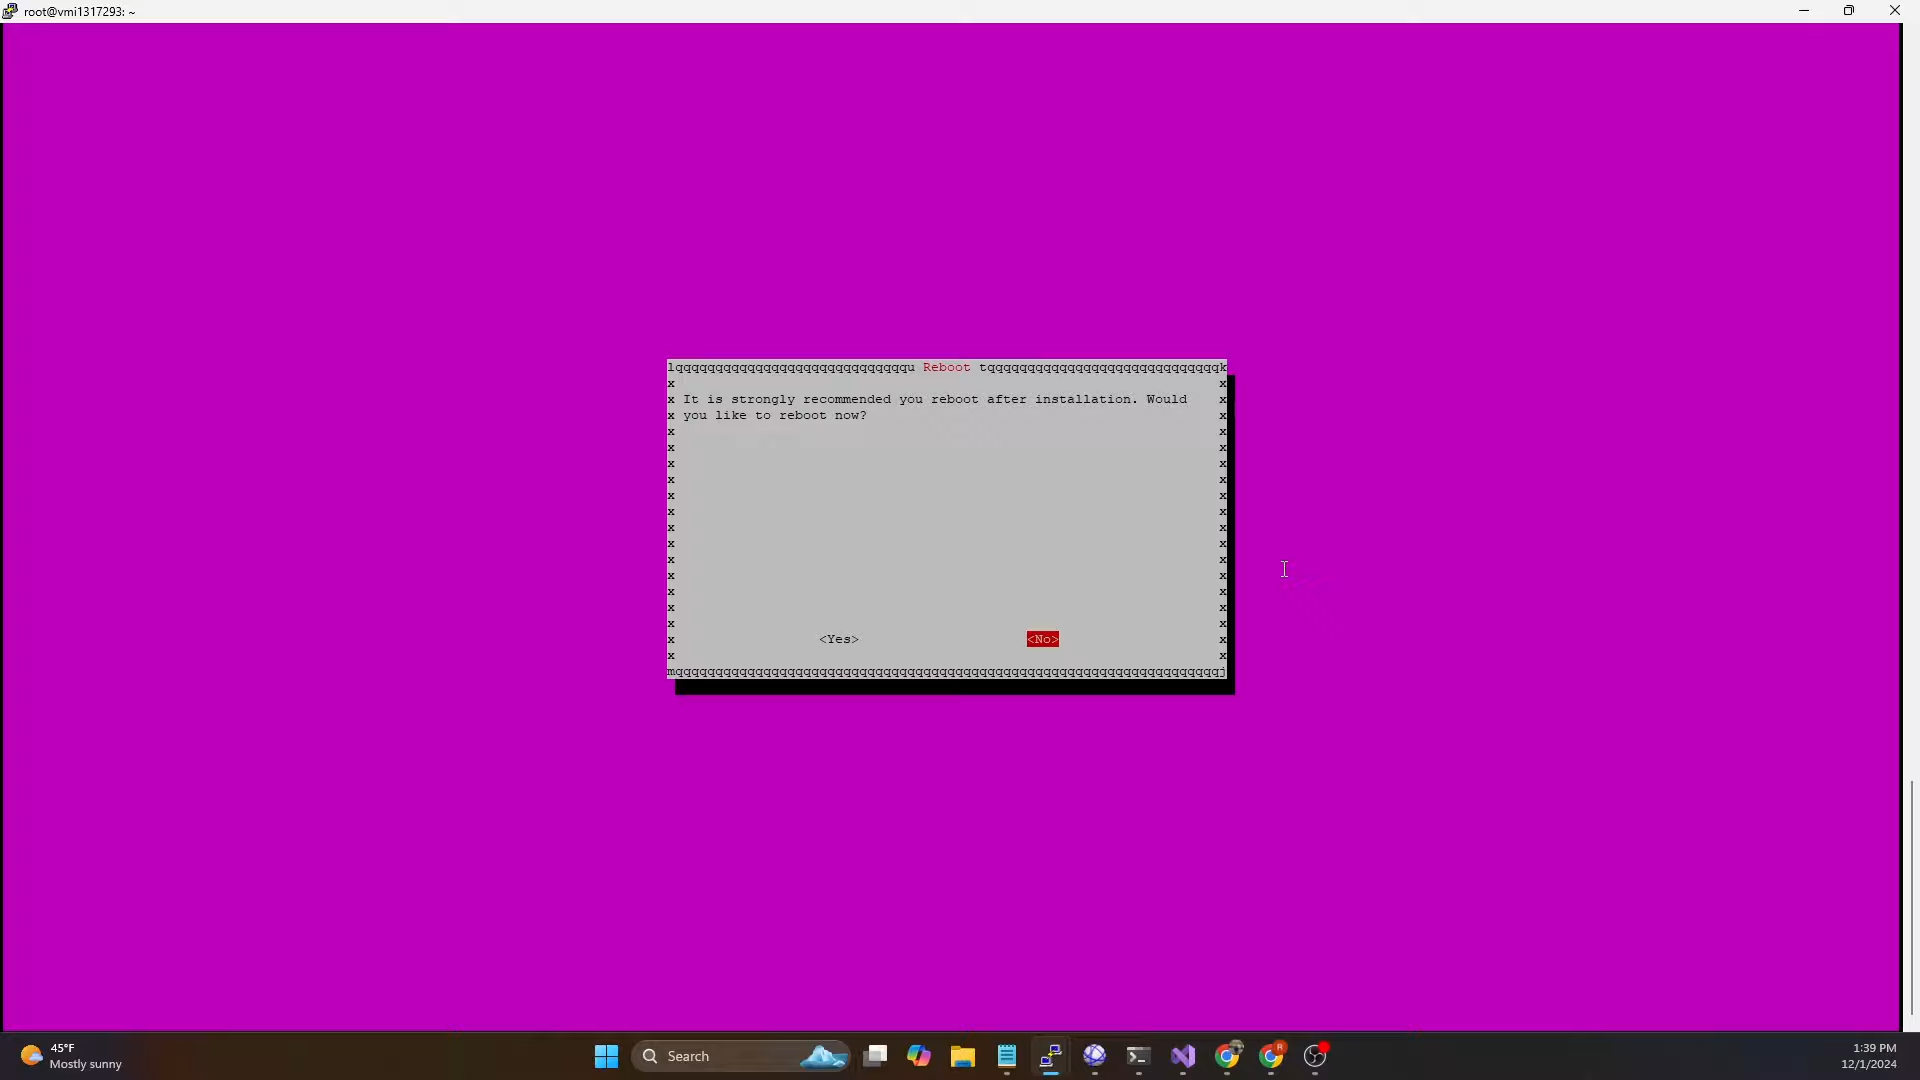 root@vmi1317293: ~
lqqqqqqqqqqqqqqqqqqqqqqqqqqqqqu Reboot tqqqqqqqqqqqqqqqqqqqqqqqqqqqqqk
x x
x It is strongly recommended you reboot after installation. Would x
x you like to reboot now? x
x x
x x
x x
x x
x x
x x
x x
x x
x x
x x
x x
x x
x x
x <Yes> <No> x
x x
mqqqqqqqqqqqqqqqqqqqqqqqqqqqqqqqqqqqqqqqqqqqqqqqqqqqqqqqqqqqqqqqqqqqqj
45°F
Mostly sunny
Search
R
1:39 PM
12/1/2024